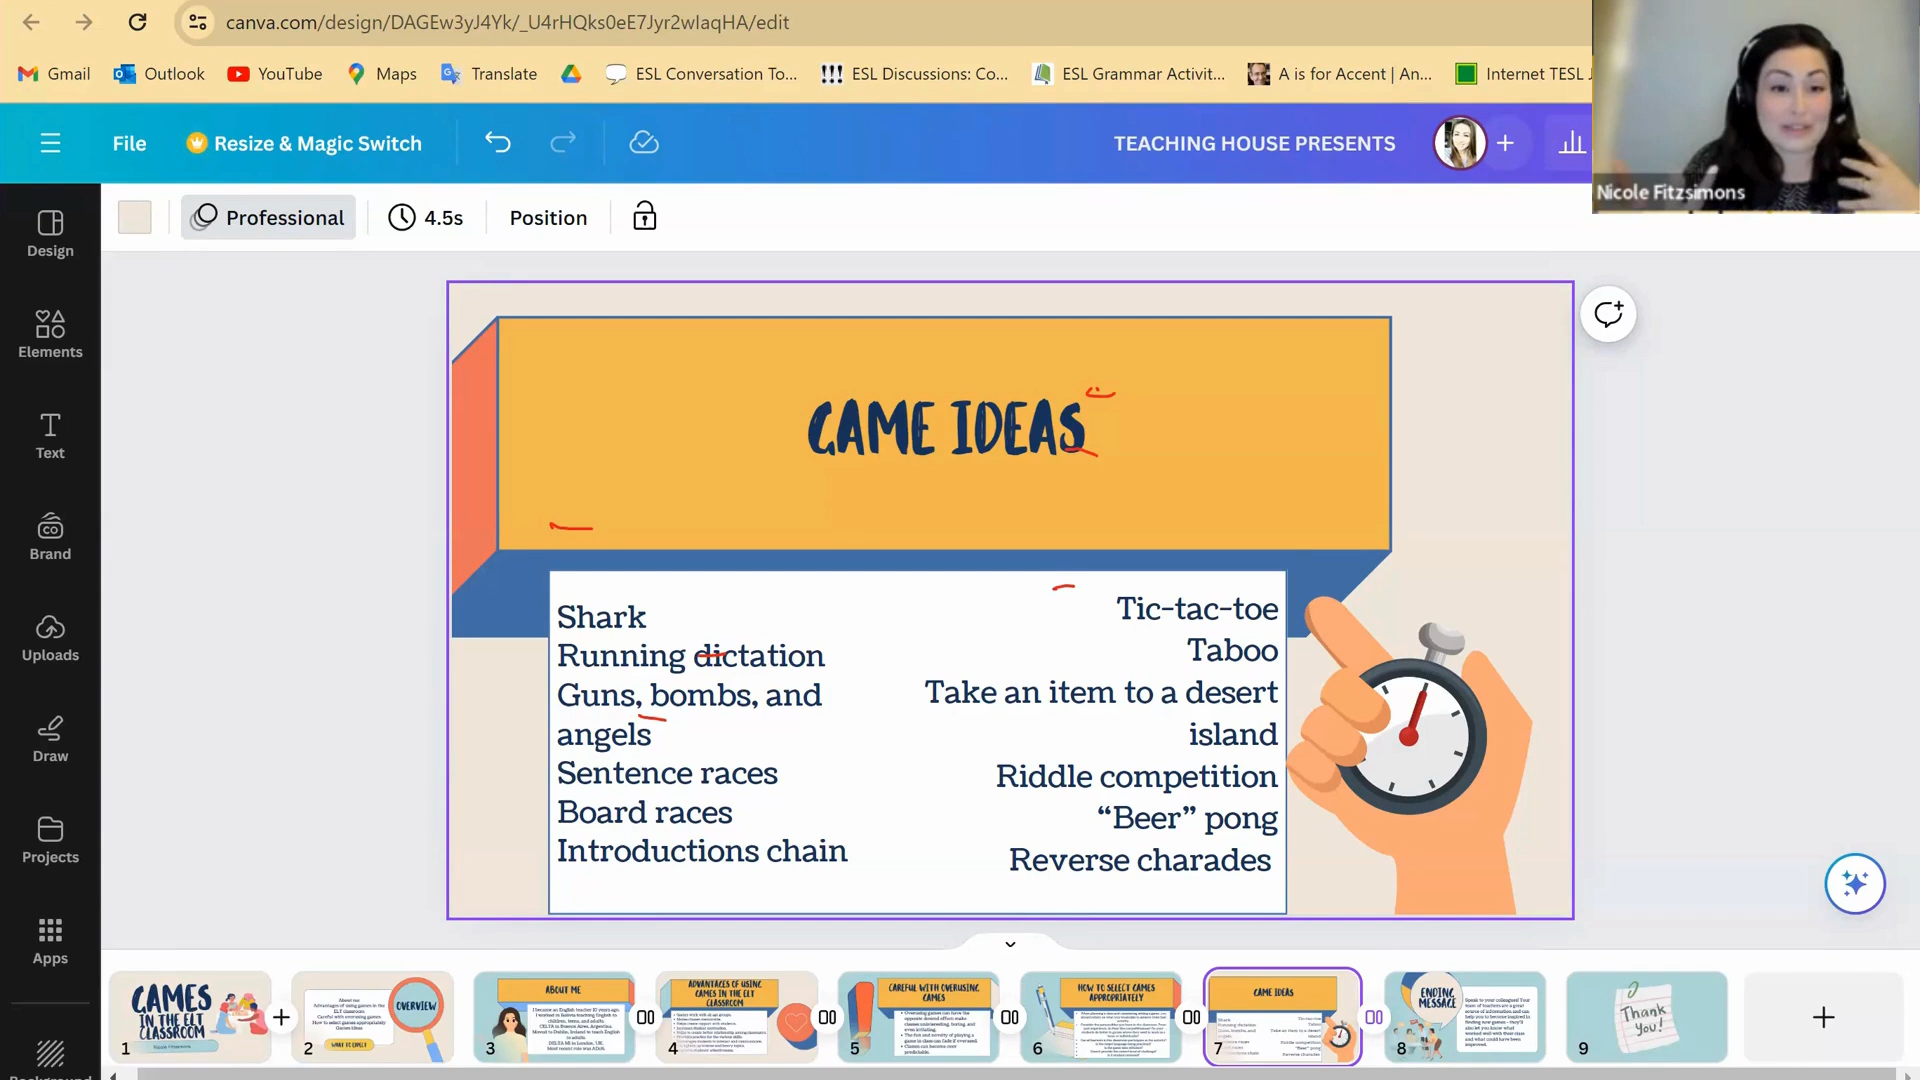 canva.com/design/DAGEw3yJ4Yk/_U4rHQks0eE7Jyr2wIaqHA/edit
Gmail Outlook YouTube Maps Translate ESL Conversation To... ESL Discussions: Co... ESL Grammar Activit... A is for Accent | An... Internet TESL J
File Resize & Magic Switch TEACHING HOUSE PRESENTS
Nicole Fitzsimons
Professional 4.5s Position
Design
Elements
Text
Brand
Uploads
Draw
Projects
Apps
GAME IDEAS
Shark
Running dictation
Guns, bombs, and
angels
Sentence races
Board races
Introductions chain
Tic-tac-toe
Taboo
Take an item to a desert
island
Riddle competition
“Beer” pong
Reverse charades
GAMES
IN THE ELT
CLASSROOM
1
OVERVIEW
2
ABOUT ME
3
ADVANTAGES OF USING
GAMES IN THE ELT
CLASSROOM
4
CAREFUL WITH OVERUSING
GAMES
5
HOW TO SELECT GAMES
APPROPRIATELY
6
GAME IDEAS
7
ENDING
MESSAGE
8
Thank
you!
9